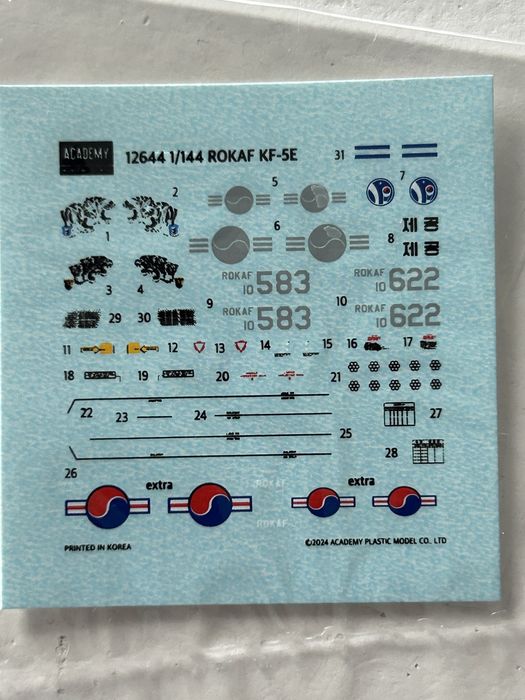 ACADEMY 12644 1/144 ROKAF KF-5E 31
2 5 7
1 6 8 제 공
제 공
3 4 ROKAF 10 583 ROKAF 10 622
29 30 9 ROKAF 10 583 10 ROKAF 10 622
11 12 13 14 15 16 17
18 19 20 21
22 23 24 25 27
28
26
extra extra
ROKAF
ROKAF
PRINTED IN KOREA ©2024 ACADEMY PLASTIC MODEL CO., LTD